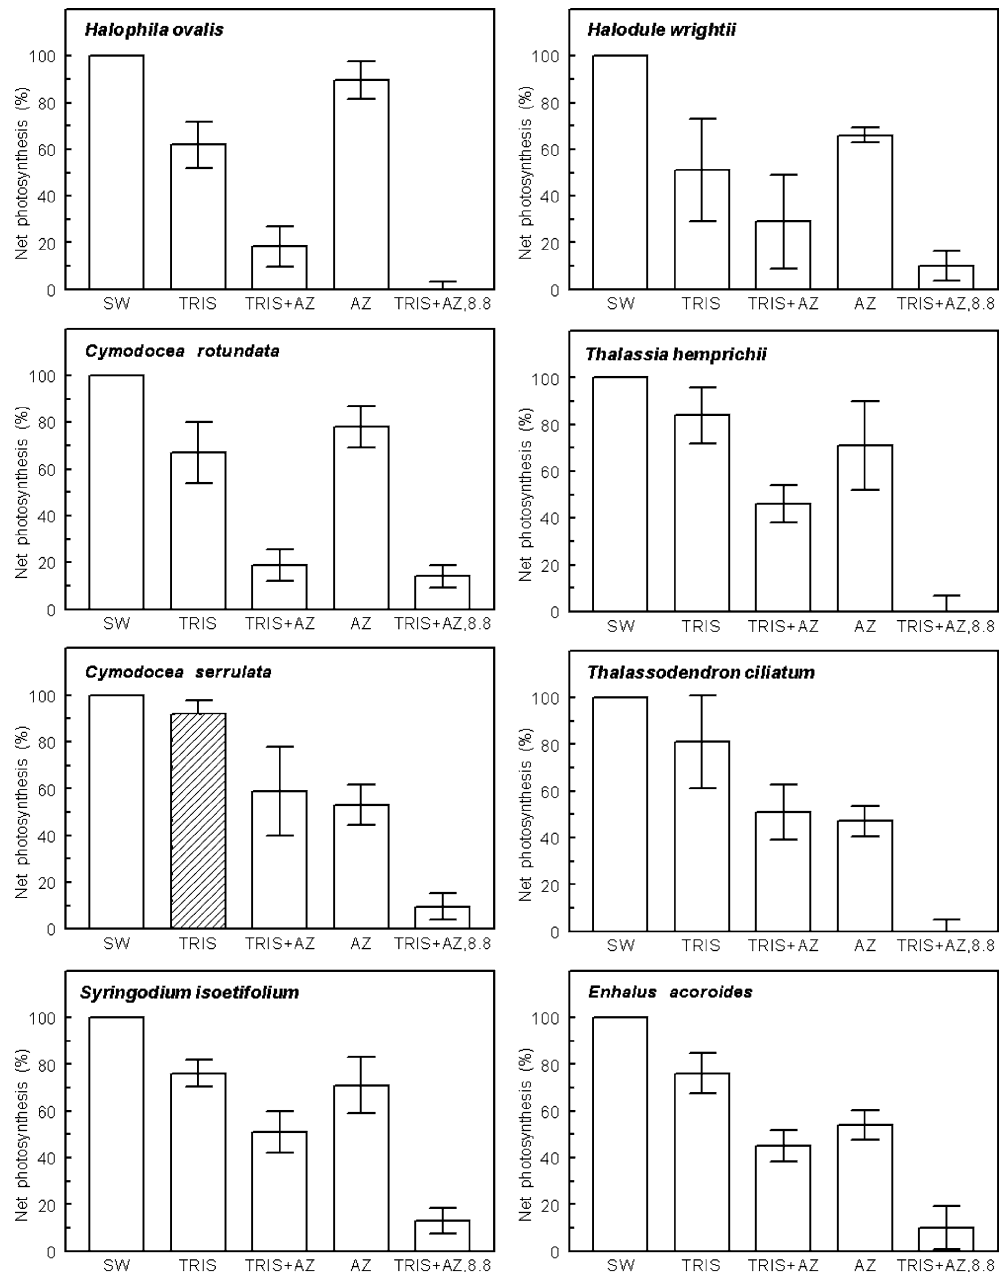 Halophila ovalis
Net photosynthesis (%)
100
80
60
40
20
0
SW TRIS TRIS+AZ AZ TRIS+AZ,8.8
Halodule wrightii
Net photosynthesis (%)
100
80
60
40
20
0
SW TRIS TRIS+AZ AZ TRIS+AZ,8.8
Cymodocea rotundata
Net photosynthesis (%)
100
80
60
40
20
0
SW TRIS TRIS+AZ AZ TRIS+AZ,8.8
Thalassia hemprichii
Net photosynthesis (%)
100
80
60
40
20
0
SW TRIS TRIS+AZ AZ TRIS+AZ,8.8
Cymodocea serrulata
Net photosynthesis (%)
100
80
60
40
20
0
SW TRIS TRIS+AZ AZ TRIS+AZ,8.8
Thalassodendron ciliatum
Net photosynthesis (%)
100
80
60
40
20
0
SW TRIS TRIS+AZ AZ TRIS+AZ,8.8
Syringodium isoetifolium
Net photosynthesis (%)
100
80
60
40
20
0
SW TRIS TRIS+AZ AZ TRIS+AZ,8.8
Enhalus acoroides
Net photosynthesis (%)
100
80
60
40
20
0
SW TRIS TRIS+AZ AZ TRIS+AZ,8.8